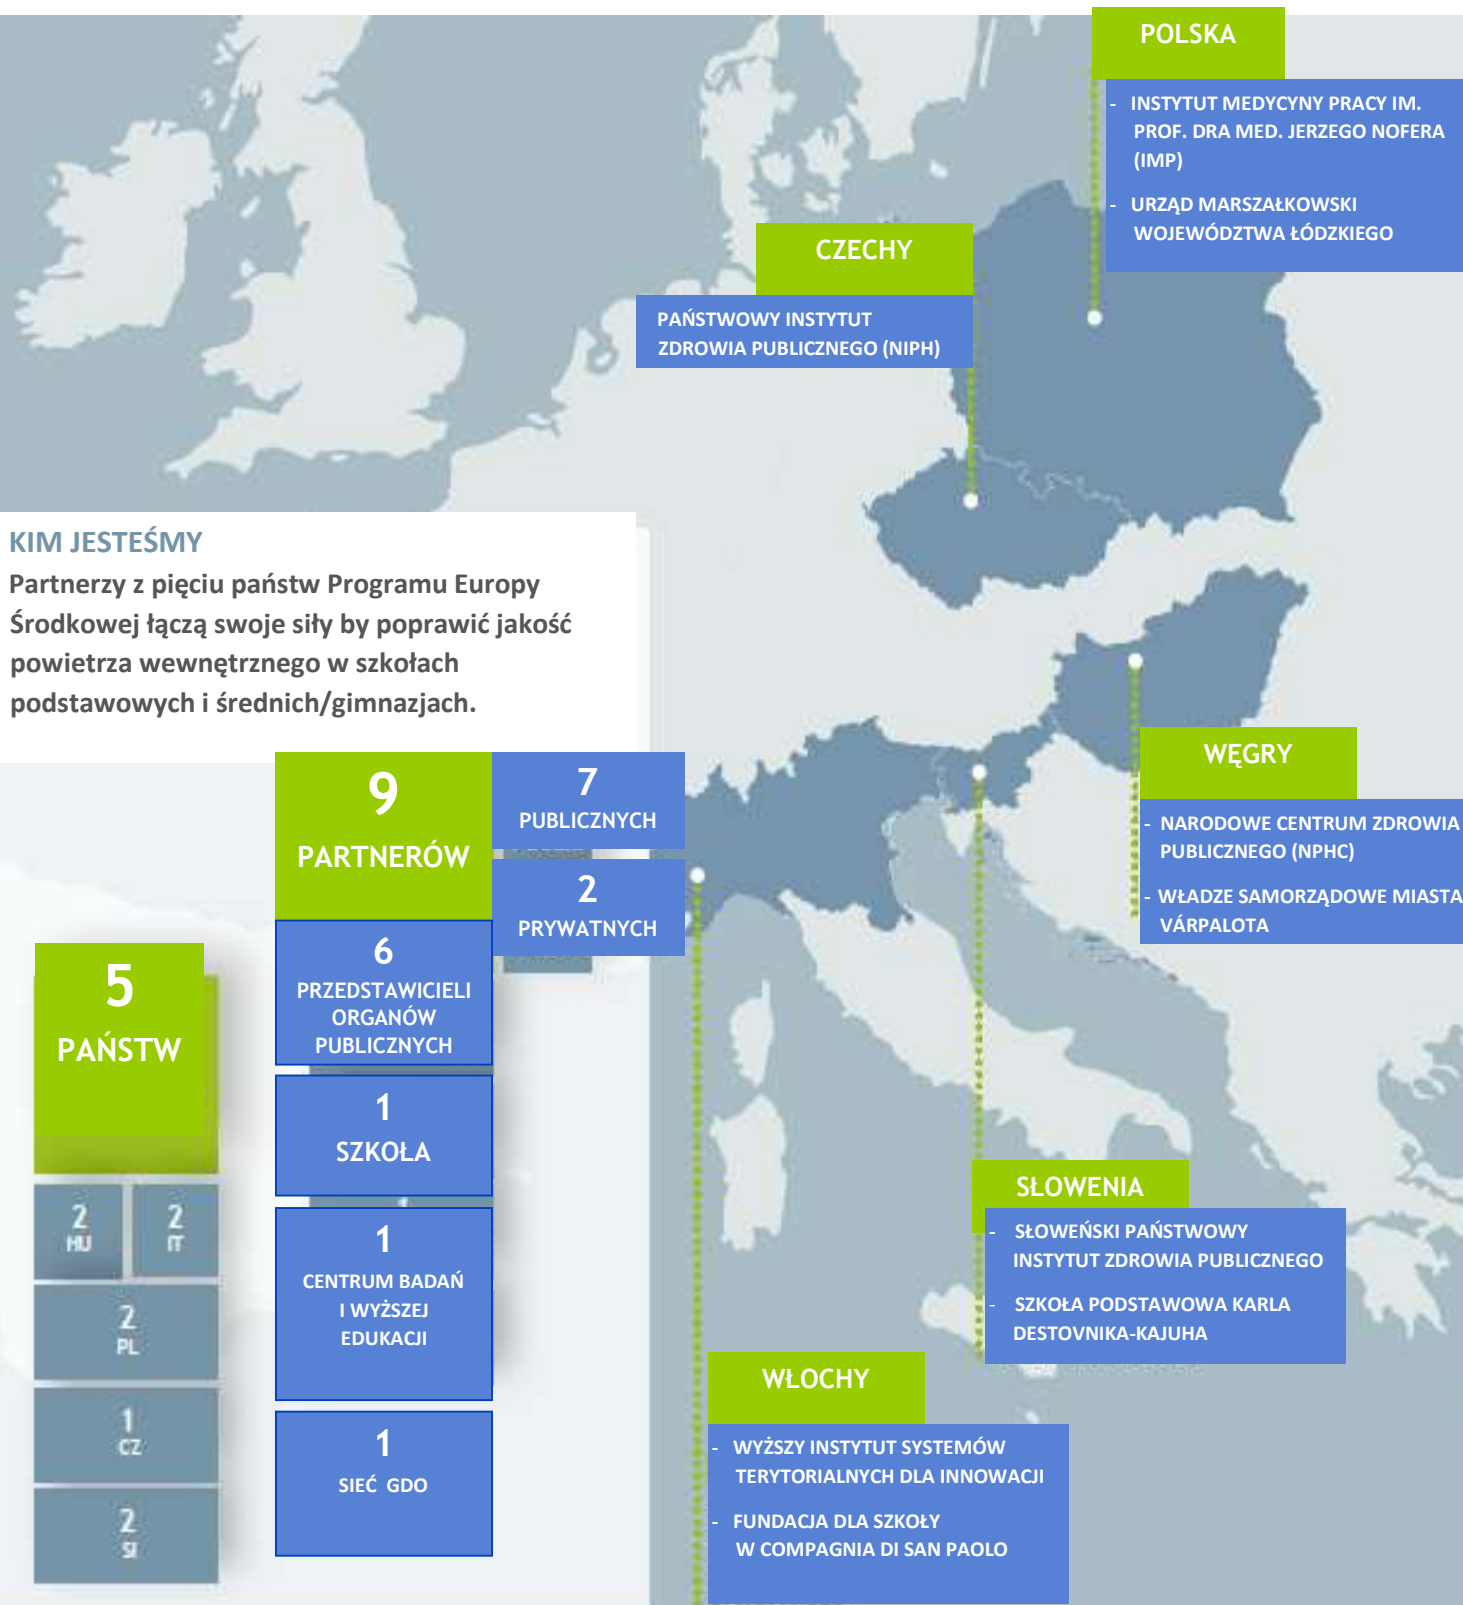 POLSKA
- INSTYTUT MEDYCYNY PRACY IM.
PROF. DRA MED. JERZEGO NOFERA
(IMP)
- URZĄD MARSZAŁKOWSKI
WOJEWÓDZTWA ŁÓDZKIEGO
CZECHY
PAŃSTWOWY INSTYTUT
ZDROWIA PUBLICZNEGO (NIPH)
KIM JESTEŚMY
Partnerzy z pięciu państw Programu Europy
Środkowej łączą swoje siły by poprawić jakość
powietrza wewnętrznego w szkołach
podstawowych i średnich/gimnazjach.
WĘGRY
- NARODOWE CENTRUM ZDROWIA
PUBLICZNEGO (NPHC)
- WŁADZE SAMORZĄDOWE MIASTA
VÁRPALOTA
9
PARTNERÓW
7
PUBLICZNYCH
2
PRYWATNYCH
6
PRZEDSTAWICIELI
ORGANÓW
PUBLICZNYCH
1
SZKOŁA
1
CENTRUM BADAŃ
I WYŻSZEJ
EDUKACJI
1
SIEĆ GDO
5
PAŃSTW
2
HU
2
IT
2
PL
1
CZ
2
SI
SŁOWENIA
- SŁOWEŃSKI PAŃSTWOWY
INSTYTUT ZDROWIA PUBLICZNEGO
- SZKOŁA PODSTAWOWA KARLA
DESTOVNIKA-KAJUHA
WŁOCHY
- WYŻSZY INSTYTUT SYSTEMÓW
TERYTORIALNYCH DLA INNOWACJI
- FUNDACJA DLA SZKOŁY
W COMPAGNIA DI SAN PAOLO